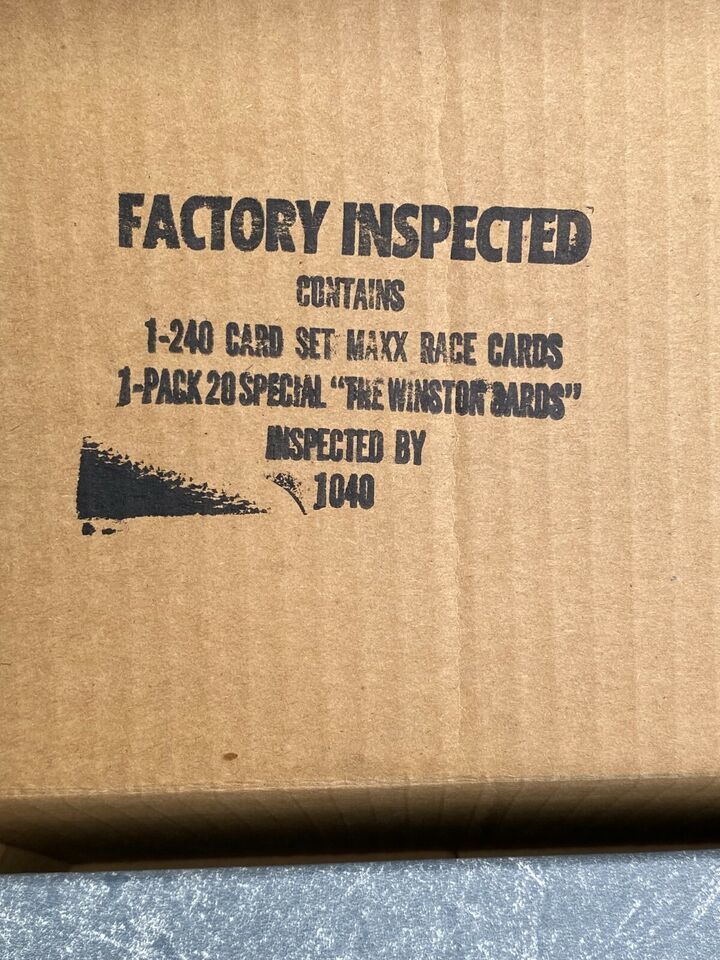 FACTORY INSPECTED
CONTAINS
1-240 CARD SET MAXX RACE CARDS
1-PACK 20 SPECIAL "THE WINSTON CARDS"
INSPECTED BY
1040